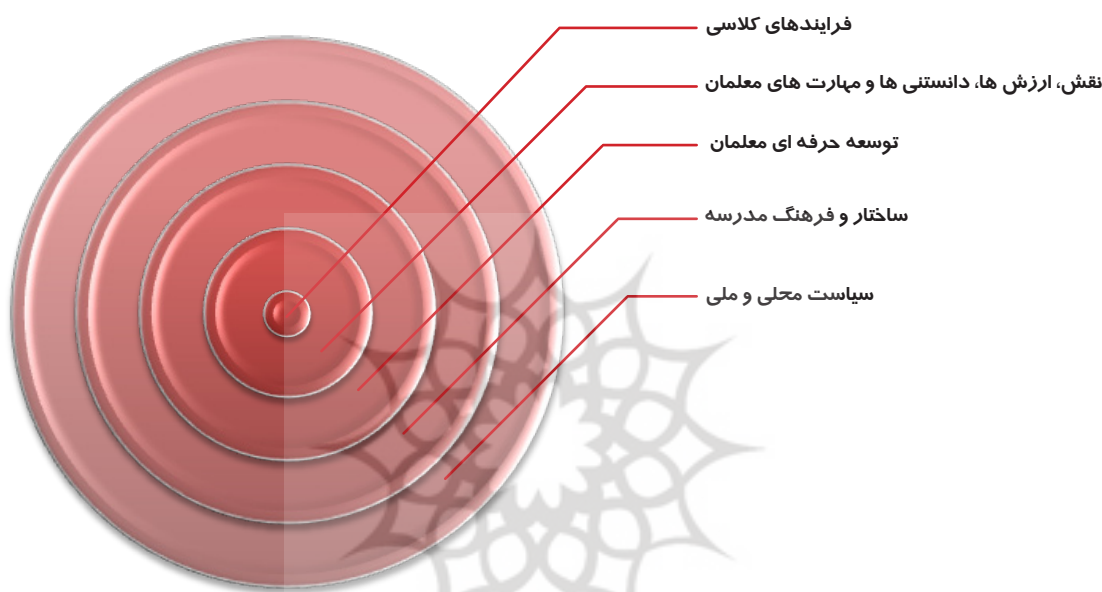 فرایندهای کلاسی
نقش، ارزش ها، دانستنی ها و مهارت های معلمان
توسعه حرفه ای معلمان
ساختار و فرهنگ مدرسه
سیاست محلی و ملی